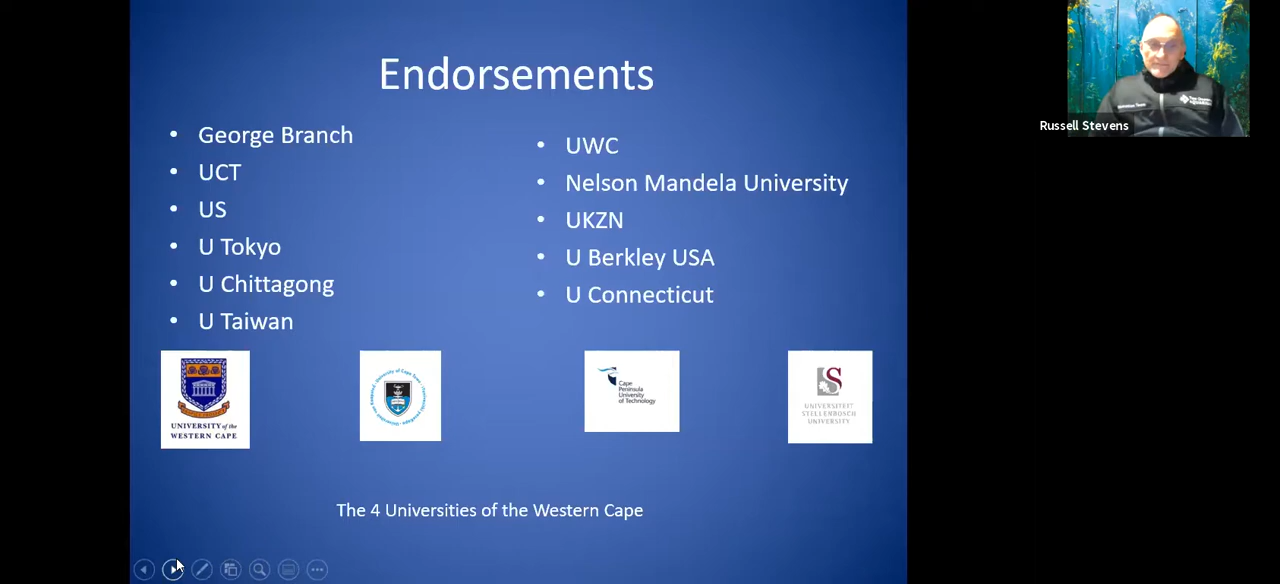 Endorsements
George Branch
UCT
US
U Tokyo
U Chittagong
U Taiwan
UWC
Nelson Mandela University
UKZN
U Berkley USA
U Connecticut
UNIVERSITY of the
WESTERN CAPE
Cape
Peninsula
University
of Technology
UNIVERSITEIT
STELLENBOSCH
UNIVERSITY
The 4 Universities of the Western Cape
Russell Stevens